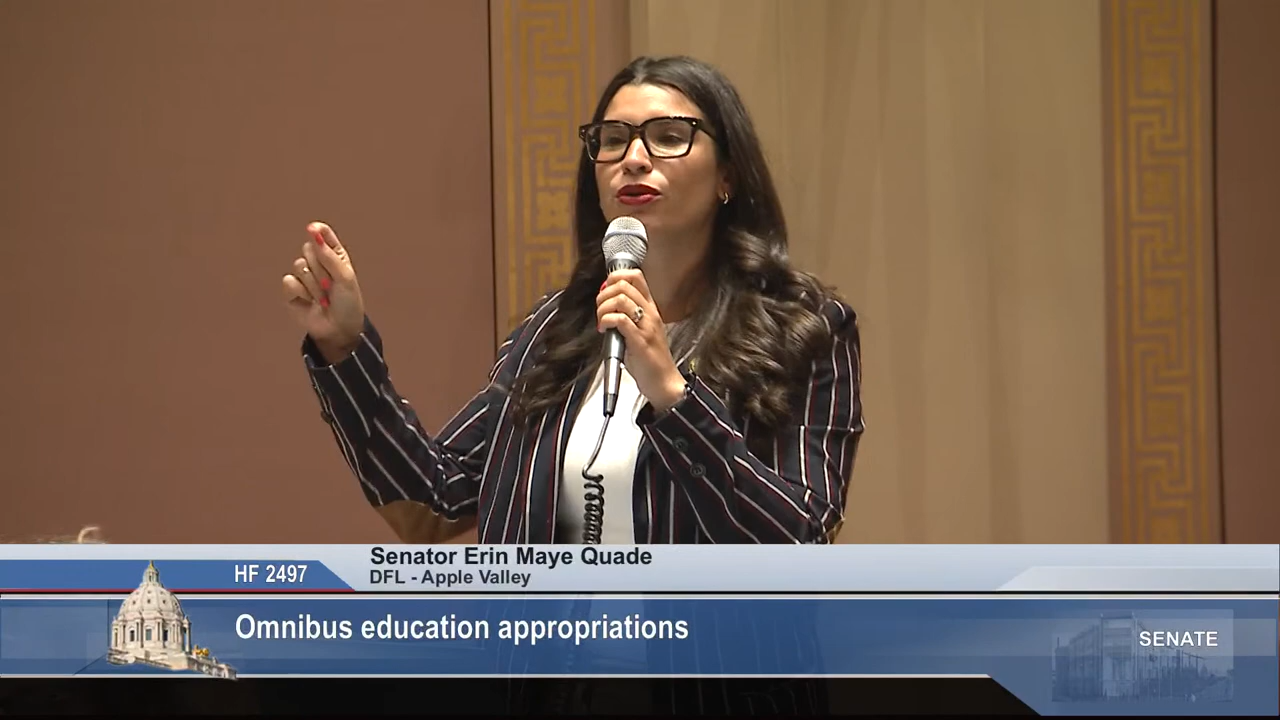 Senator Erin Maye Quade
HF 2497
DFL - Apple Valley
Omnibus education appropriations
SENATE